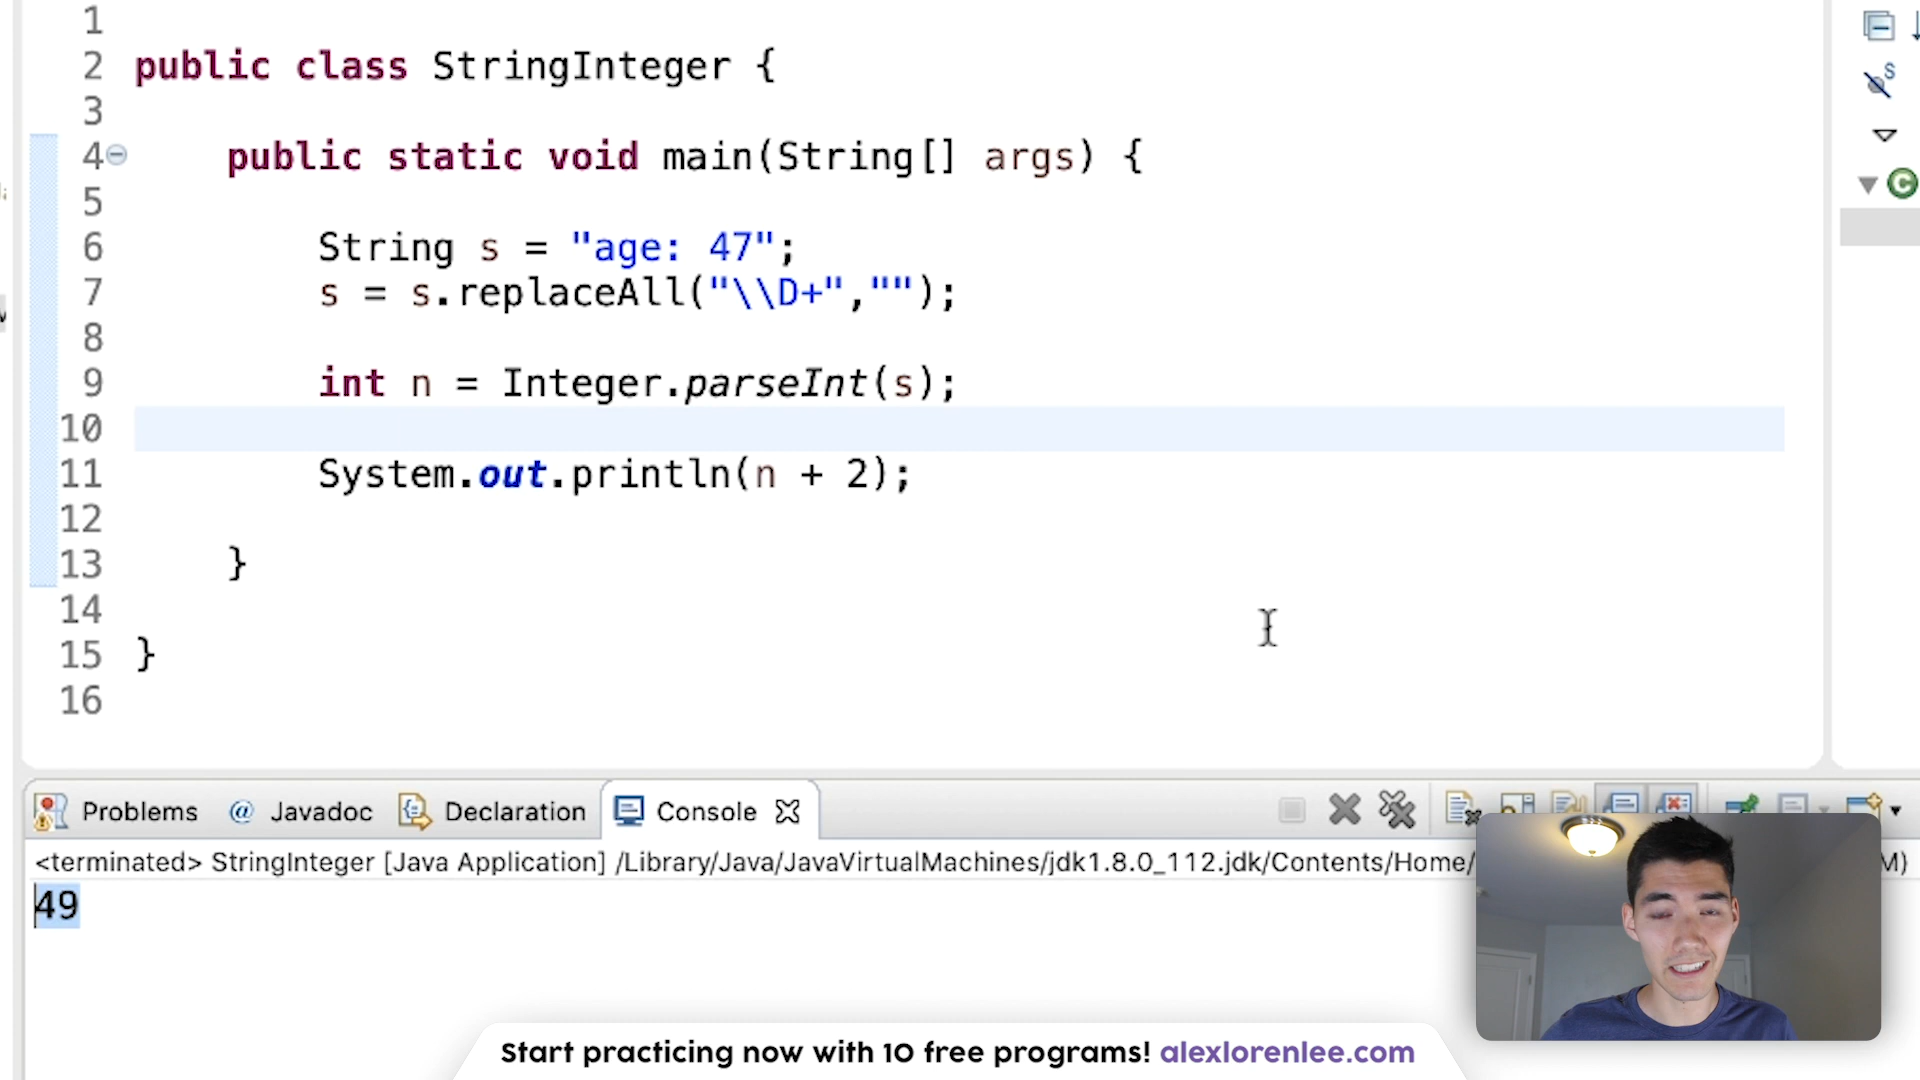 1
2 public class StringInteger {
3
4 public static void main(String[] args) {
5
6 String s = "age: 47";
7 s = s.replaceAll("\\D+","");
8
9 int n = Integer.parseInt(s);
10
11 System.out.println(n + 2);
12
13 }
14
15 }
16
Problems @ Javadoc Declaration Console
<terminated> StringInteger [Java Application] /Library/Java/JavaVirtualMachines/jdk1.8.0_112.jdk/Contents/Home/ M)
49
Start practicing now with 10 free programs! alexlorenlee.com